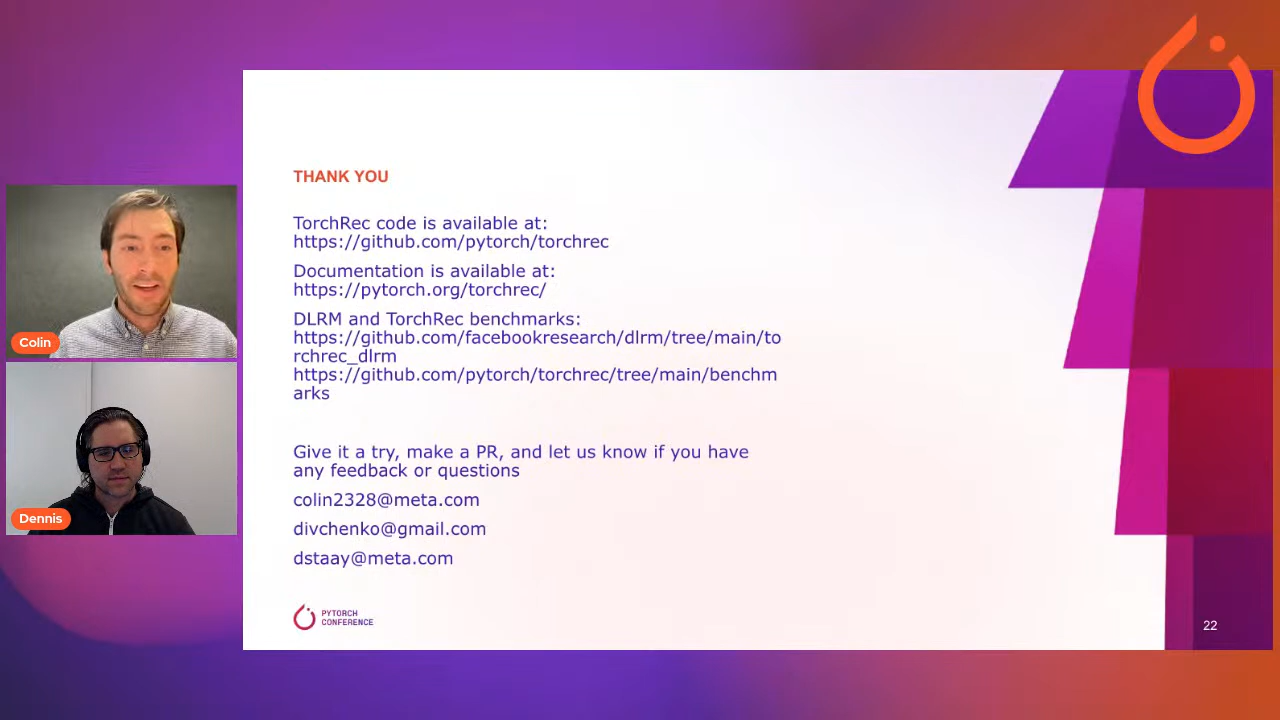 THANK YOU
TorchRec code is available at:
https://github.com/pytorch/torchrec
Documentation is available at:
https://pytorch.org/torchrec/
DLRM and TorchRec benchmarks:
https://github.com/facebookresearch/dlrm/tree/main/to
rchrec_dlrm
https://github.com/pytorch/torchrec/tree/main/benchm
arks
Give it a try, make a PR, and let us know if you have
any feedback or questions
colin2328@meta.com
divchenko@gmail.com
dstaay@meta.com
PYTORCH
CONFERENCE
22
Colin
Dennis